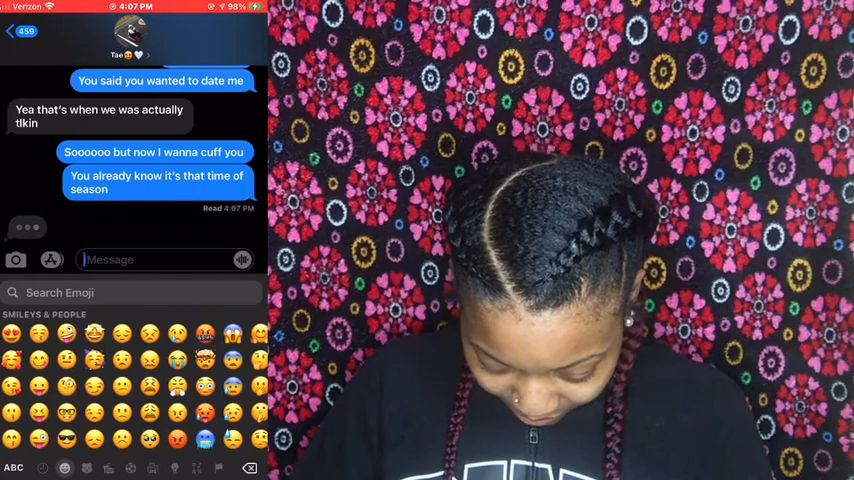 Verizon 4:07 PM 98%
459
Tae
You said you wanted to date me
Yea that's when we was actually
tlkin
Soooooo but now I wanna cuff you
You already know it's that time of
season
Read 4:07 PM
Message
Search Emoji
SMILEYS & PEOPLE
ABC